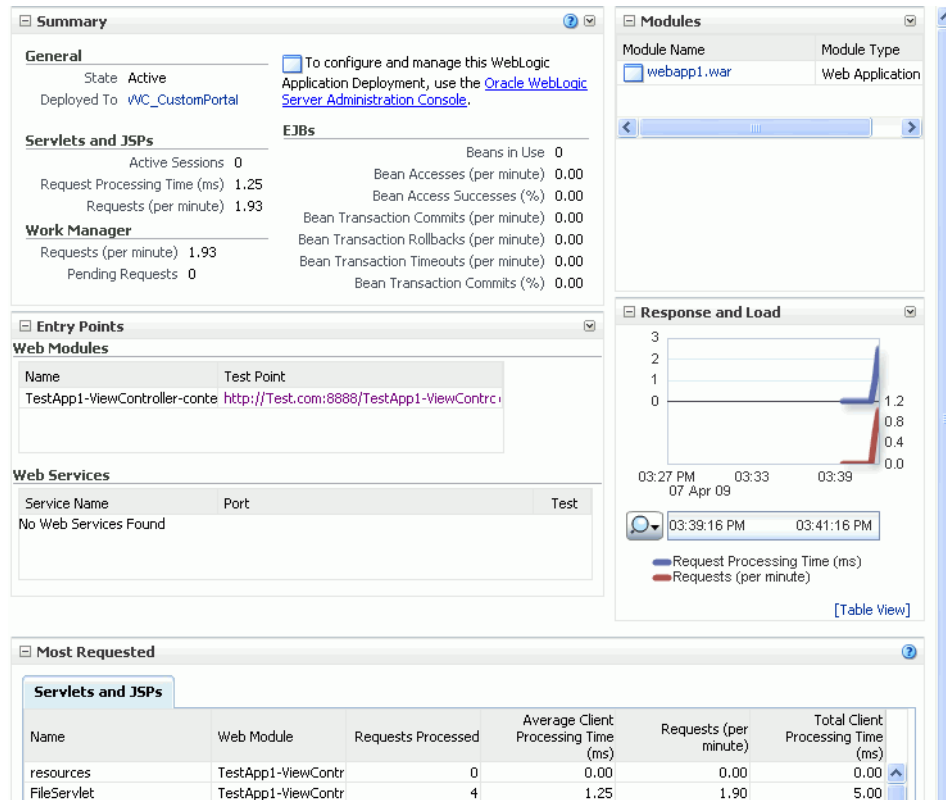 Summary
General
State Active
Deployed To WC_CustomPortal
To configure and manage this WebLogic
Application Deployment, use the Oracle WebLogic
Server Administration Console.
Servlets and JSPs
Active Sessions 0
Request Processing Time (ms) 1.25
Requests (per minute) 1.93
Work Manager
Requests (per minute) 1.93
Pending Requests 0
EJBs
Beans in Use 0
Bean Accesses (per minute) 0.00
Bean Access Successes (%) 0.00
Bean Transaction Commits (per minute) 0.00
Bean Transaction Rollbacks (per minute) 0.00
Bean Transaction Timeouts (per minute) 0.00
Bean Transaction Commits (%) 0.00
Modules
Module Name Module Type
webapp1.war Web Application
Entry Points
Web Modules
Name Test Point
TestApp1-ViewController-conte http://Test.com:8888/TestApp1-ViewContrc
Web Services
Service Name Port Test
No Web Services Found
Response and Load
3
2
1
0
1.2
0.8
0.4
0.0
03:27 PM 03:33 03:39
07 Apr 09
03:39:16 PM 03:41:16 PM
Request Processing Time (ms)
Requests (per minute)
[Table View]
Most Requested
Servlets and JSPs
Name Web Module Requests Processed Average Client Processing Time (ms) Requests (per minute) Total Client Processing Time (ms)
resources TestApp1-ViewContr 0 0.00 0.00 0.00
FileServlet TestApp1-ViewContr 4 1.25 1.90 5.00